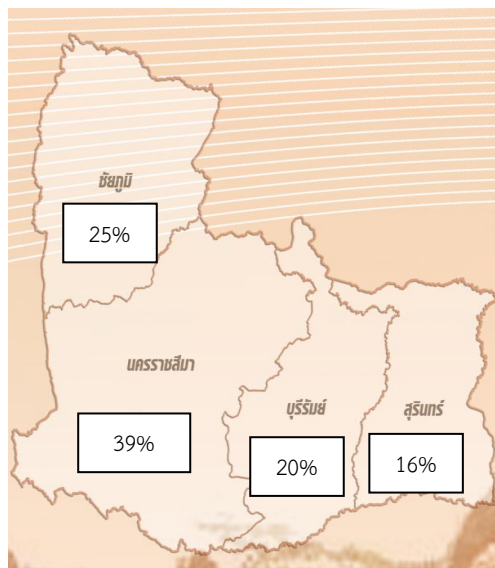 ชัยภูมิ
25%
นครราชสีมา
39%
บุรีรัมย์
20%
สุรินทร์
16%